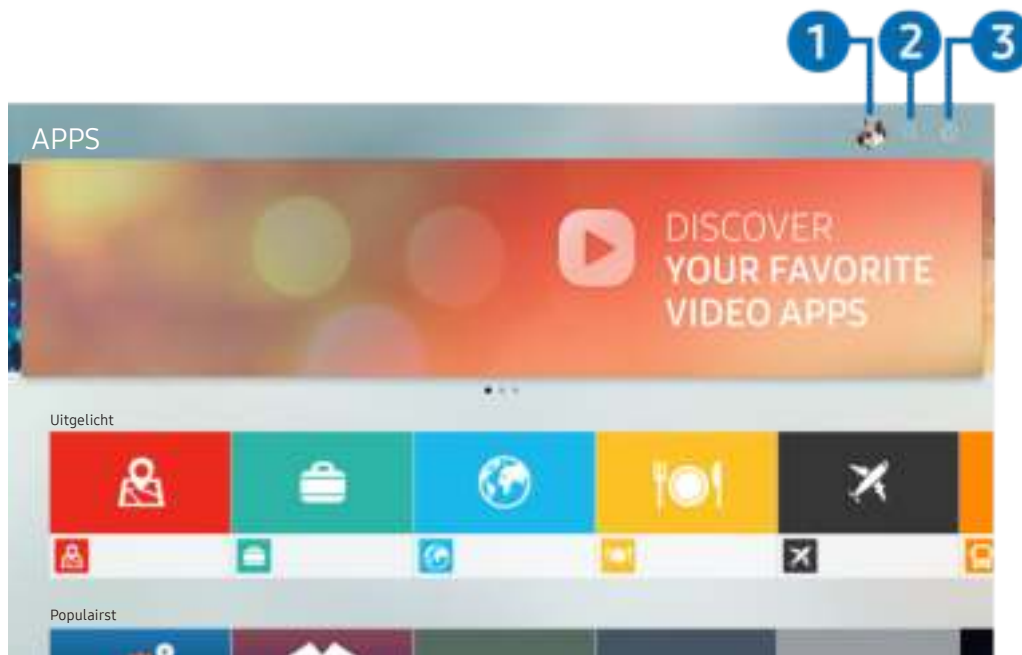 1 2 3
APPS
DISCOVER
YOUR FAVORITE
VIDEO APPS
Uitgelicht
Populairst